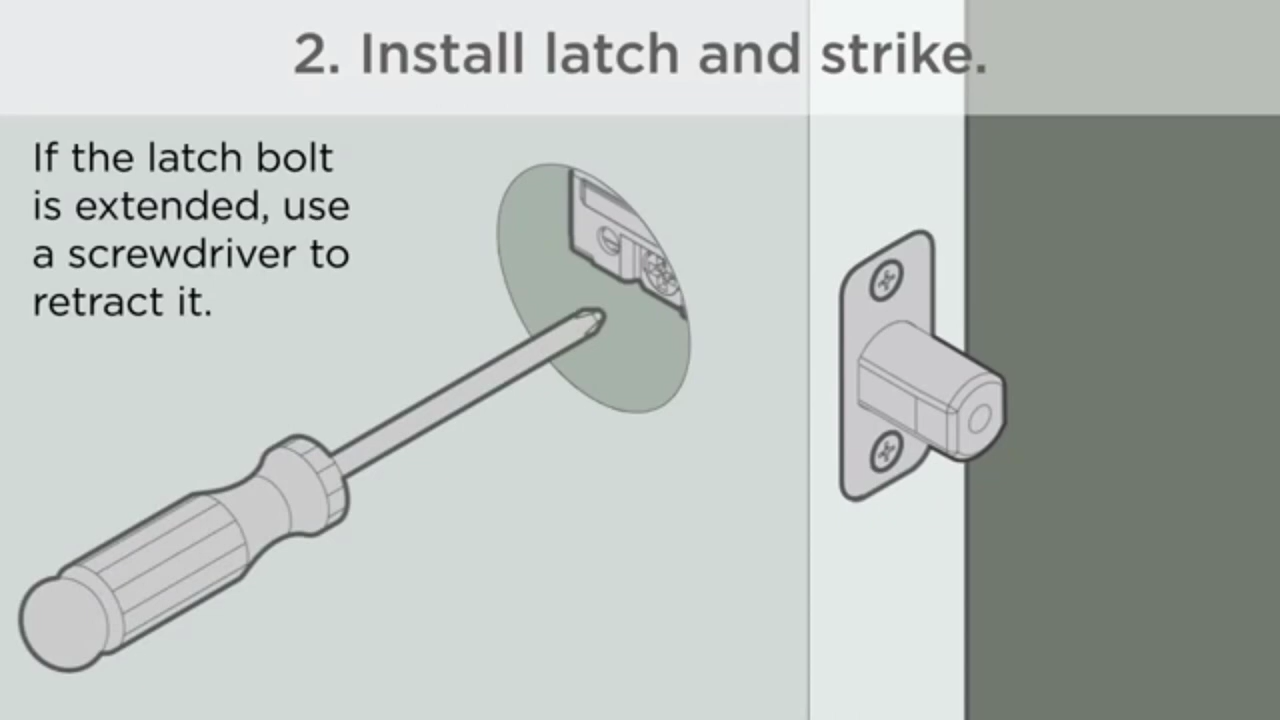 2. Install latch and strike.
If the latch bolt
is extended, use
a screwdriver to
retract it.